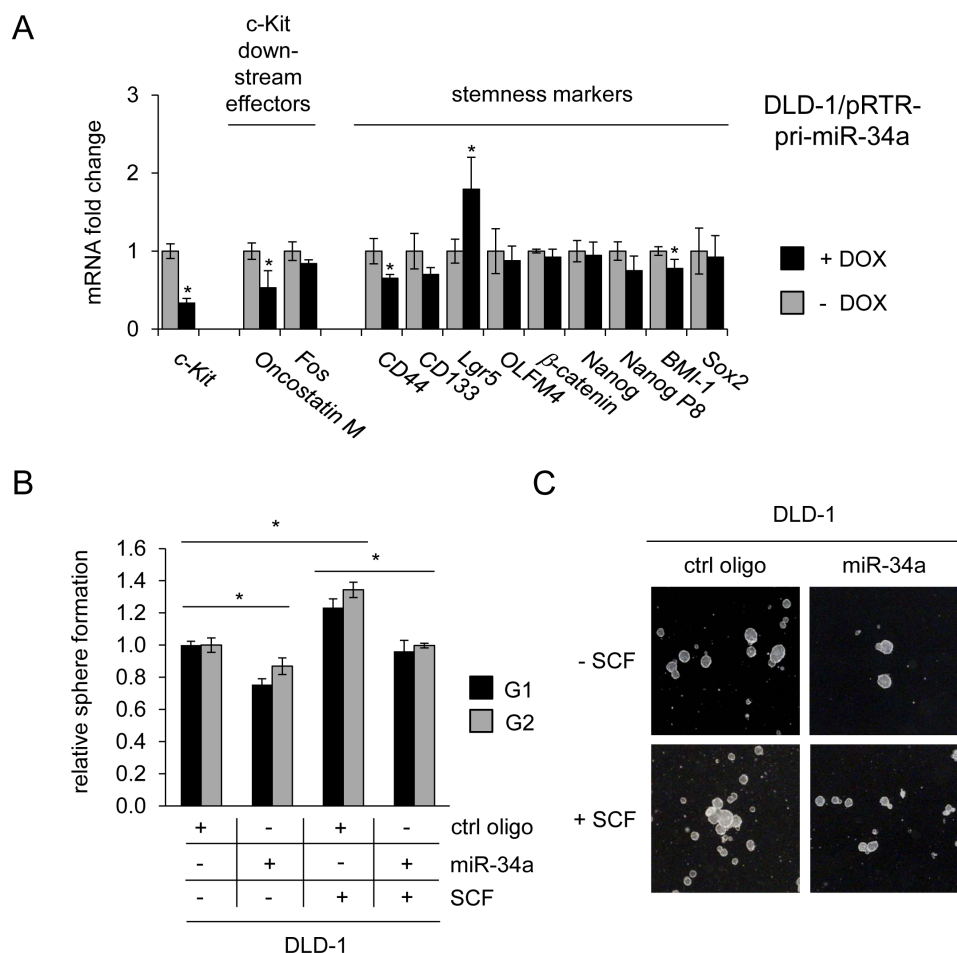 A
c-Kit
down-
stream
effectors
stemness markers
DLD-1/pRTR-
pri-miR-34a
mRNA fold change
3
2
1
0
*
*
*
*
*
+ DOX
- DOX
c-Kit
Oncostatin M
Fos
CD44
CD133
Lgr5
OLFM4
β-catenin
Nanog
Nanog P8
BMI-1
Sox2
B
relative sphere formation
1.6
1.4
1.2
1.0
0.8
0.6
0.4
0.2
0.0
*
*
*
G1
G2
+ - + - ctrl oligo
- + - + miR-34a
- - + + SCF
DLD-1
C
DLD-1
ctrl oligo miR-34a
- SCF
+ SCF